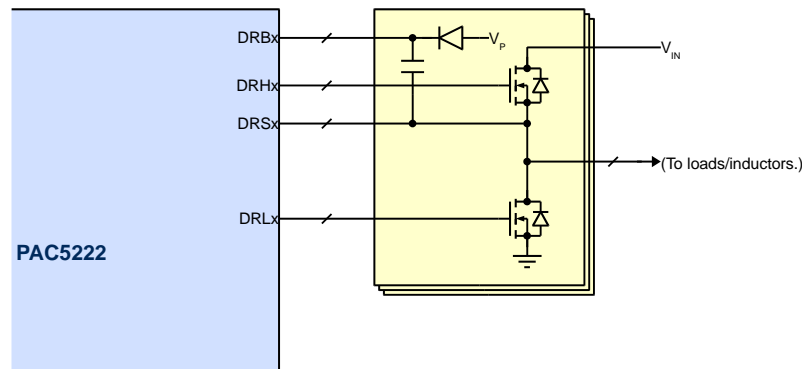 DRBx
V_P
V_IN
DRHx
DRSx
(To loads/inductors.)
DRLx
PAC5222